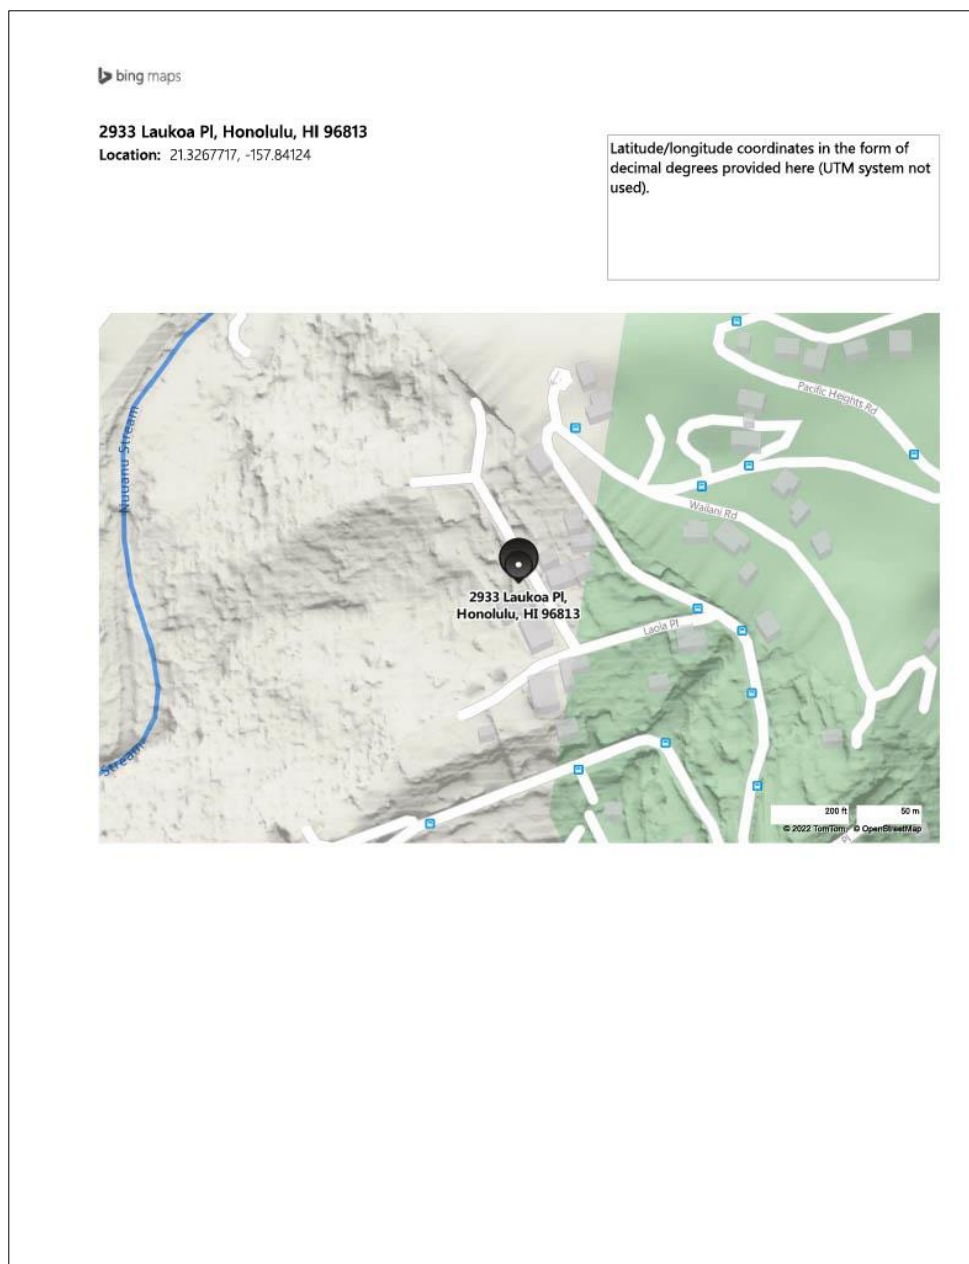 bing maps
2933 Laukoa Pl, Honolulu, HI 96813
Location: 21.3267717, -157.84124
Latitude/longitude coordinates in the form of
decimal degrees provided here (UTM system not
used).
Nuuanu Stream
Pacific Heights Rd
Wailani Rd
2933 Laukoa Pl,
Honolulu, HI 96813
Laola Pl
Stream
200 ft
50 m
© 2022 TomTom © OpenStreetMap
Pl